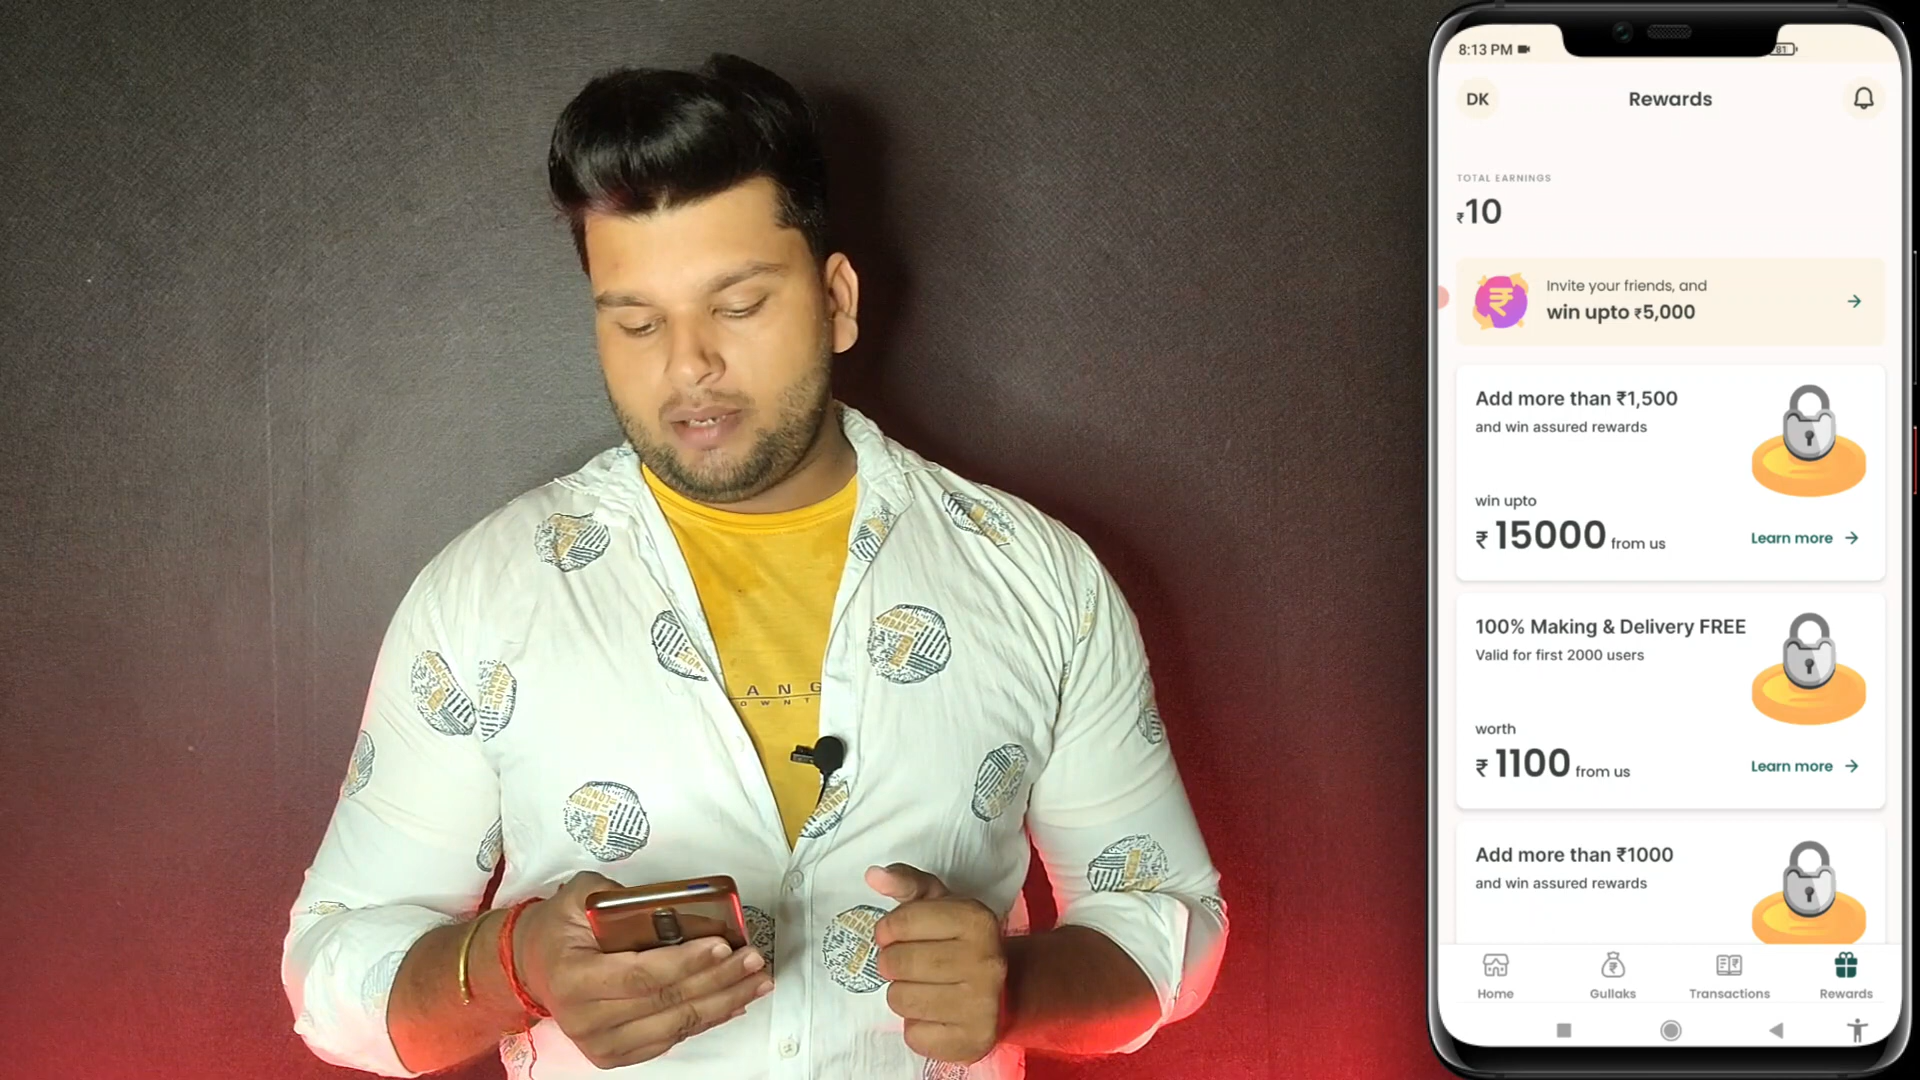 8:13 PM
81
DK
Rewards
TOTAL EARNINGS
₹10
Invite your friends, and
win upto ₹5,000
Add more than ₹1,500
and win assured rewards
win upto
₹ 15000 from us
Learn more
100% Making & Delivery FREE
Valid for first 2000 users
worth
₹ 1100 from us
Learn more
Add more than ₹1000
and win assured rewards
Home
Gullaks
Transactions
Rewards
ANG
OWNT